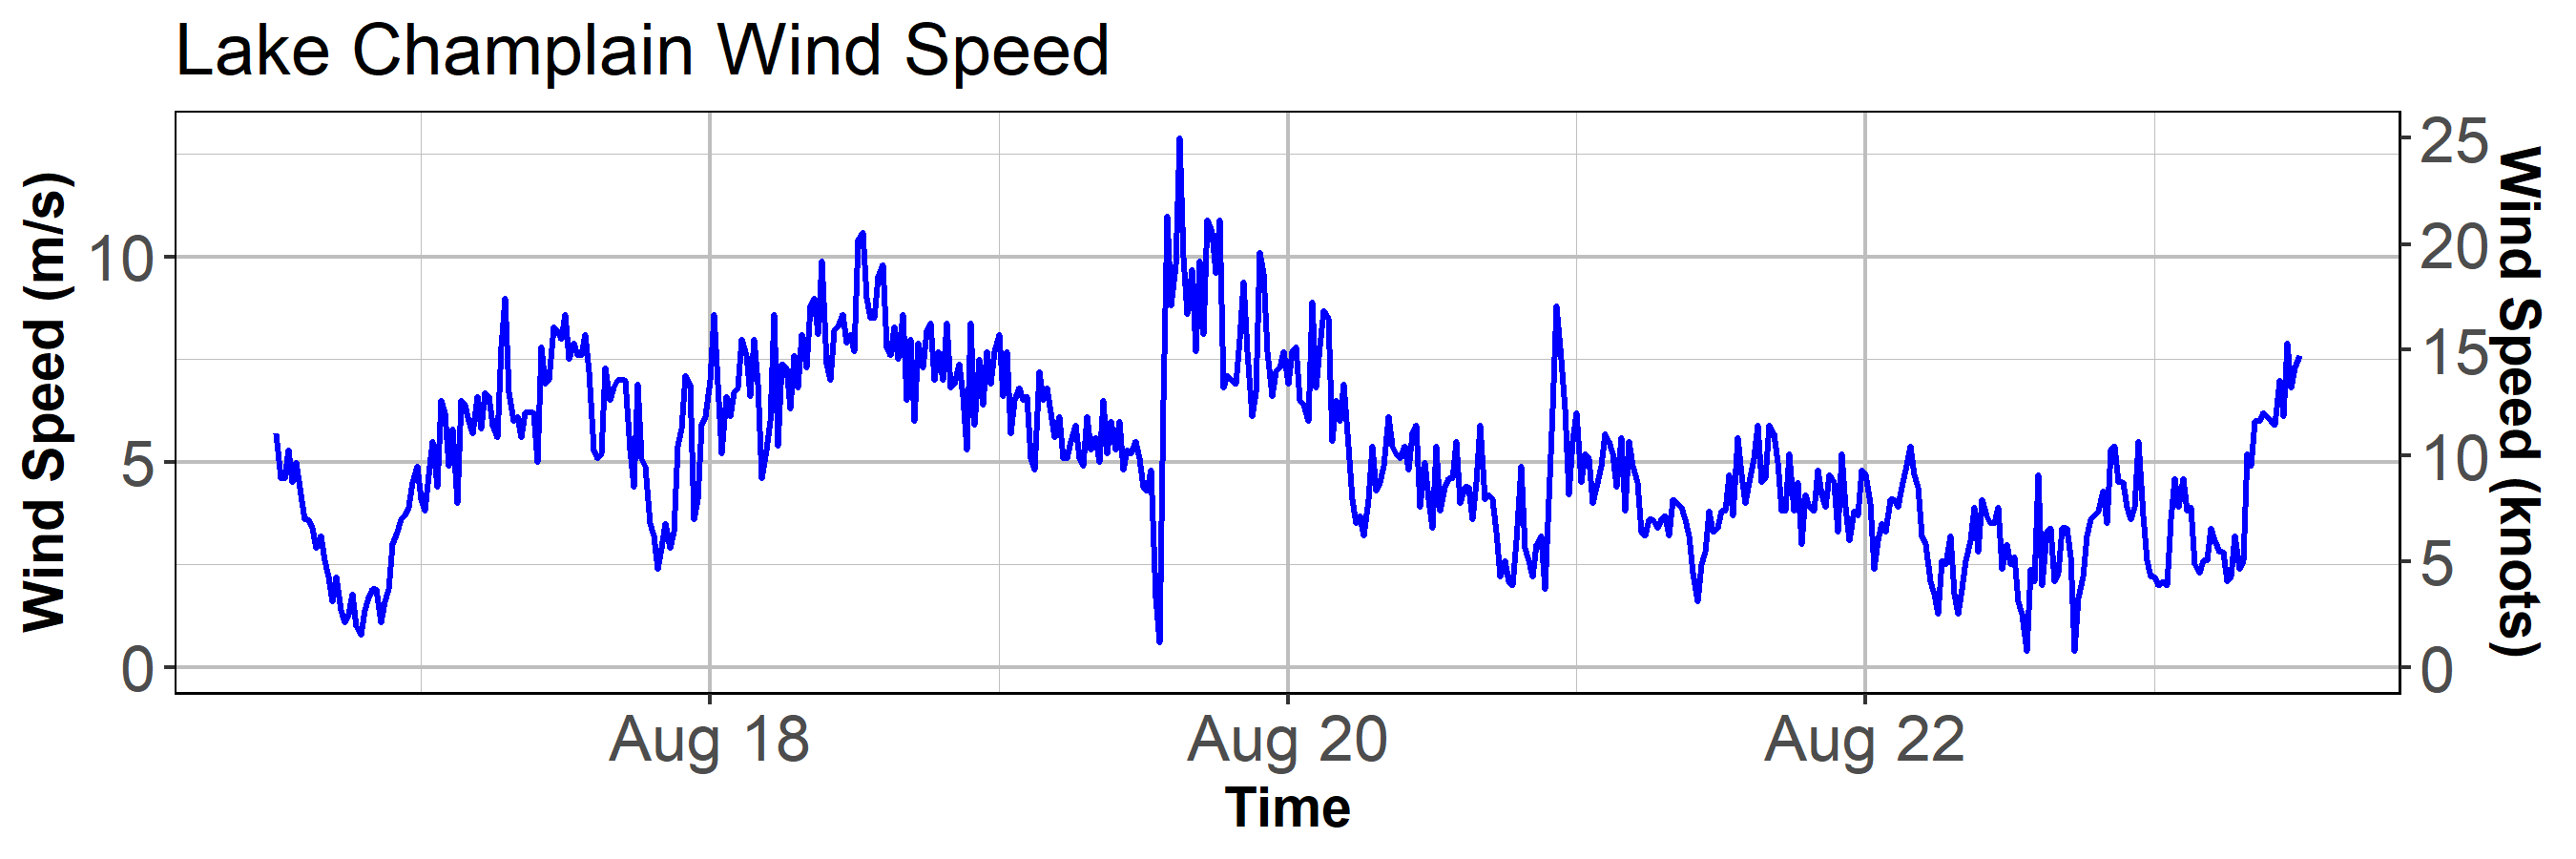 Lake Champlain Wind Speed
Wind Speed (m/s)
10
5
0
25
20
15
10
5
0
Wind Speed (knots)
Aug 18
Aug 20
Aug 22
Time